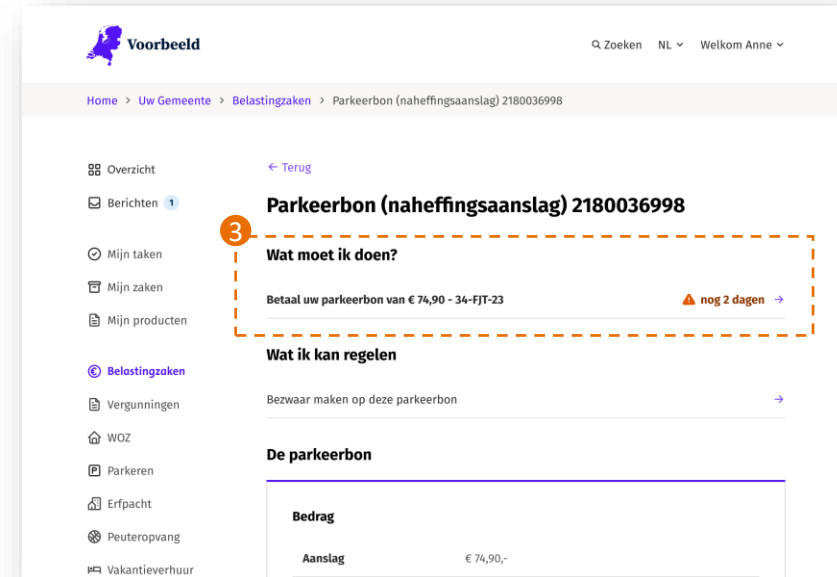 Voorbeeld
Zoeken NL Welkom Anne
Home > Uw Gemeente > Belastingzaken > Parkeerbon (naheffingsaanslag) 2180036998
Overzicht
Berichten 1
Mijn taken
Mijn zaken
Mijn producten
Belastingzaken
Vergunningen
WOZ
Parkeren
Erfpacht
Peuteropvang
Vakantieverhuur
← Terug
Parkeerbon (naheffingsaanslag) 2180036998
3
Wat moet ik doen?
Betaal uw parkeerbon van € 74,90 - 34-FJT-23 nog 2 dagen →
Wat ik kan regelen
Bezwaar maken op deze parkeerbon →
De parkeerbon
Bedrag
Aanslag € 74,90,-